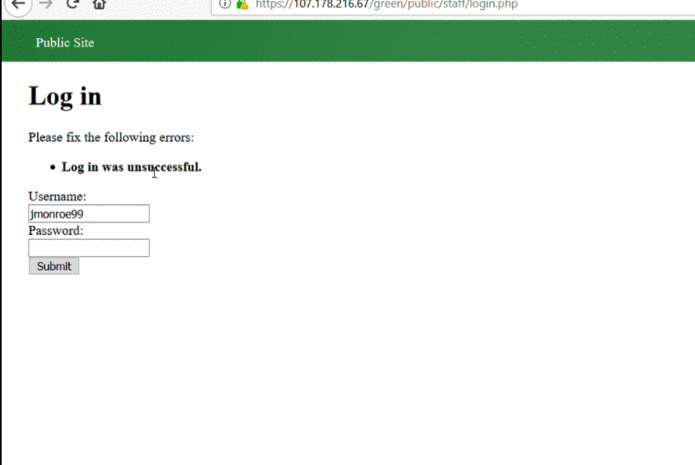 https://107.178.216.67/green/public/staff/login.php
Public Site
Log in
Please fix the following errors:
• Log in was unsuccessful.
Username:
jmonroe99
Password:
Submit